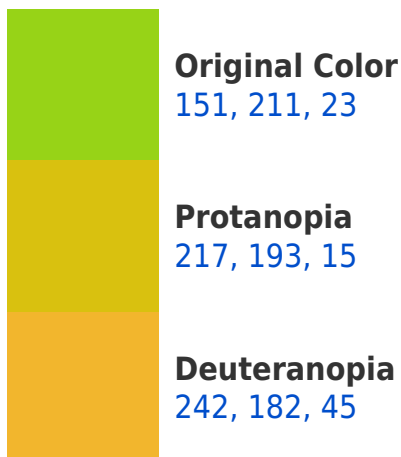 Original Color
151, 211, 23
Protanopia
217, 193, 15
Deuteranopia
242, 182, 45